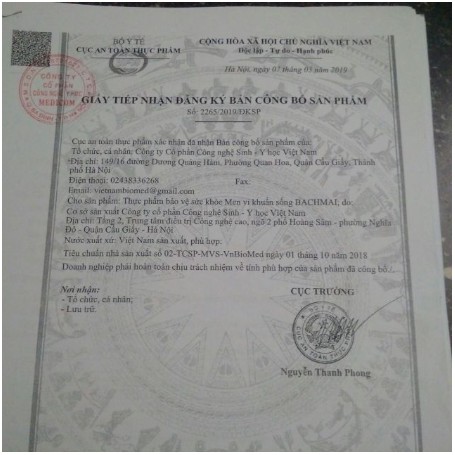 BỘ Y TẾ
CỤC AN TOÀN THỰC PHẨM
CỘNG HÒA XÃ HỘI CHỦ NGHĨA VIỆT NAM
Độc lập - Tự do - Hạnh phúc
CÔNG TY
CỔ PHẦN
MEDICOM
Hà Nội, ngày 07 tháng 03 năm 2019
GIẤY TIẾP NHẬN ĐĂNG KÝ BẢN CÔNG BỐ SẢN PHẨM
Số: 2265/2019/ĐKSP
Cục an toàn thực phẩm xác nhận đã nhận Bản công bố sản phẩm của:
Tổ chức, cá nhân: Công ty Cổ phần Công nghệ Sinh - Y học Việt Nam
Địa chỉ: 149/16 đường Dương Quảng Hàm, Phường Quan Hoa, Quận Cầu Giấy, Thành
phố Hà Nội
Điện thoại: 02438336268 Fax:
Email: vietnambiomed@gmail.com
Cho sản phẩm: Thực phẩm bảo vệ sức khỏe Men vi khuẩn sống BACHMAI, do:
Cơ sở sản xuất Công ty cổ phần Công nghệ Sinh - Y học Việt Nam
Địa chỉ: Tầng 2, Trung tâm điều trị Công nghệ cao, ngõ 2 phố Hoàng Sâm - phường Nghĩa
Đô - Quận Cầu Giấy - Hà Nội
Nước xuất xứ: Việt Nam sản xuất, phù hợp:
Tiêu chuẩn nhà sản xuất số 02-TCSP-MVS-VnBioMed ngày 01 tháng 10 năm 2018
Doanh nghiệp phải hoàn toàn chịu trách nhiệm về tính phù hợp của sản phẩm đã công bố./.
Nơi nhận:
- Tổ chức, cá nhân;
- Lưu trữ.
CỤC TRƯỞNG
Nguyễn Thanh Phong